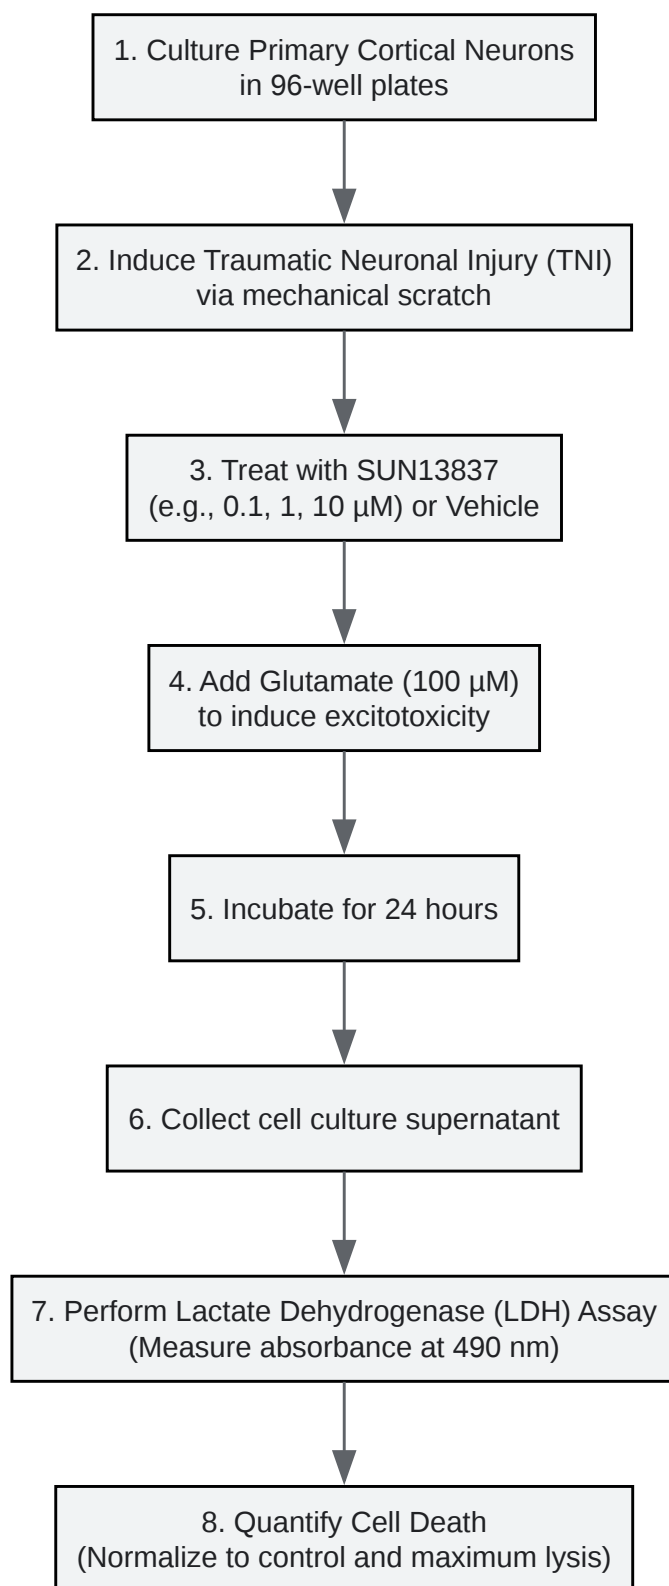 1. Culture Primary Cortical Neurons
in 96-well plates
2. Induce Traumatic Neuronal Injury (TNI)
via mechanical scratch
3. Treat with SUN13837
(e.g., 0.1, 1, 10 µM) or Vehicle
4. Add Glutamate (100 µM)
to induce excitotoxicity
5. Incubate for 24 hours
6. Collect cell culture supernatant
7. Perform Lactate Dehydrogenase (LDH) Assay
(Measure absorbance at 490 nm)
8. Quantify Cell Death
(Normalize to control and maximum lysis)